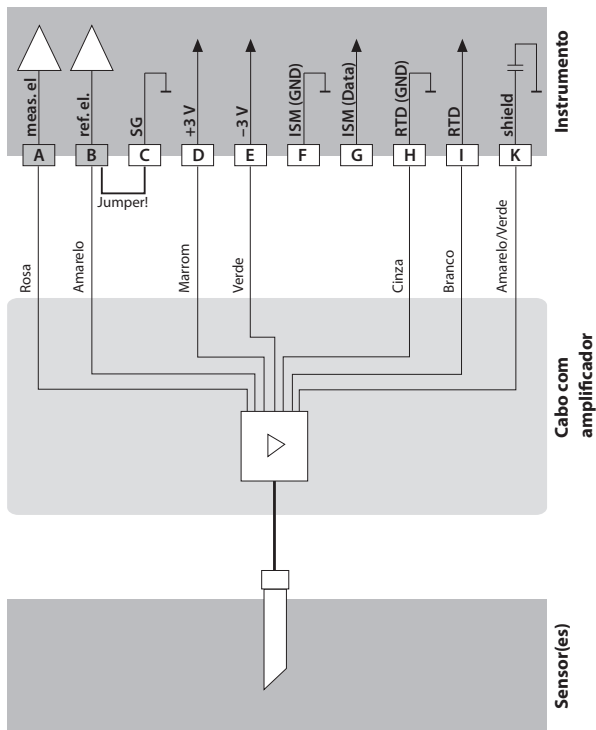 meas. el
ref. el.
SG
+3 V
–3 V
ISM (GND)
ISM (Data)
RTD (GND)
RTD
shield
Instrumento
A
B
C
D
E
F
G
H
I
K
Jumper!
Rosa
Amarelo
Marrom
Verde
Cinza
Branco
Amarelo/Verde
Cabo com
amplificador
Sensor(es)